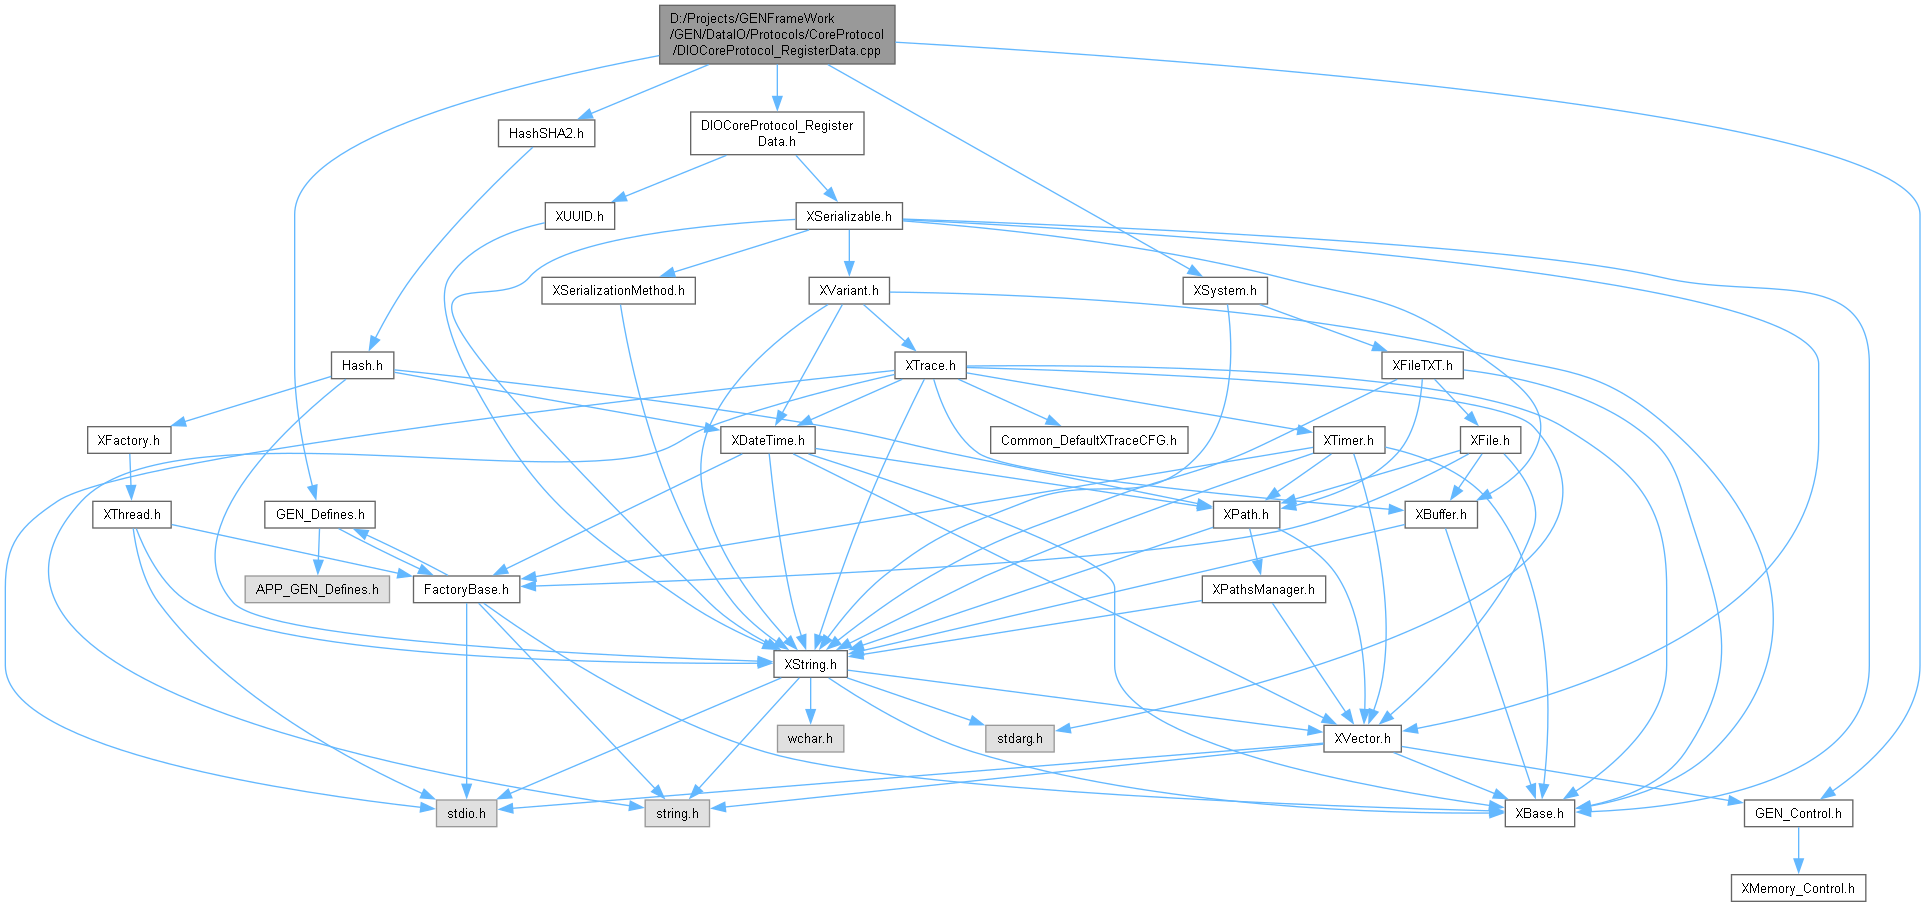 D:/Projects/GENFrameWork
/GEN/DataIO/Protocols/CoreProtocol
/DIOCoreProtocol_RegisterData.cpp
HashSHA2.h
DIOCoreProtocol_Register
Data.h
XUUID.h
XSerializable.h
XSerializationMethod.h
XVariant.h
XSystem.h
Hash.h
XTrace.h
XFileTXT.h
XFactory.h
XDateTime.h
Common_DefaultXTraceCFG.h
XTimer.h
XFile.h
XThread.h
GEN_Defines.h
XPath.h
XBuffer.h
APP_GEN_Defines.h
FactoryBase.h
XPathsManager.h
XString.h
wchar.h
stdarg.h
XVector.h
stdio.h
string.h
XBase.h
GEN_Control.h
XMemory_Control.h